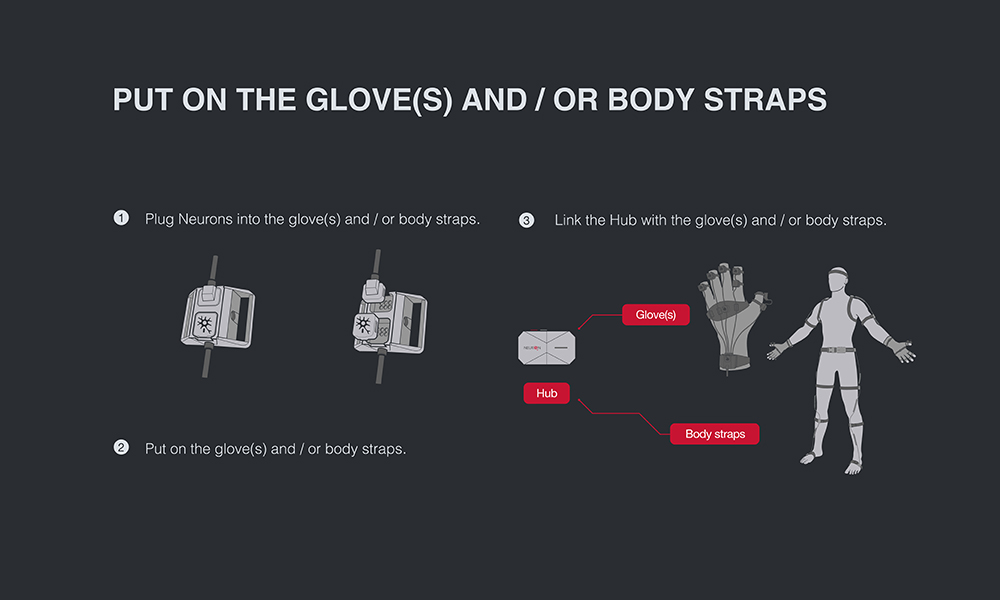 PUT ON THE GLOVE(S) AND / OR BODY STRAPS
1 Plug Neurons into the glove(s) and / or body straps.
2 Put on the glove(s) and / or body straps.
3 Link the Hub with the glove(s) and / or body straps.
Glove(s)
NEURON
Hub
Body straps